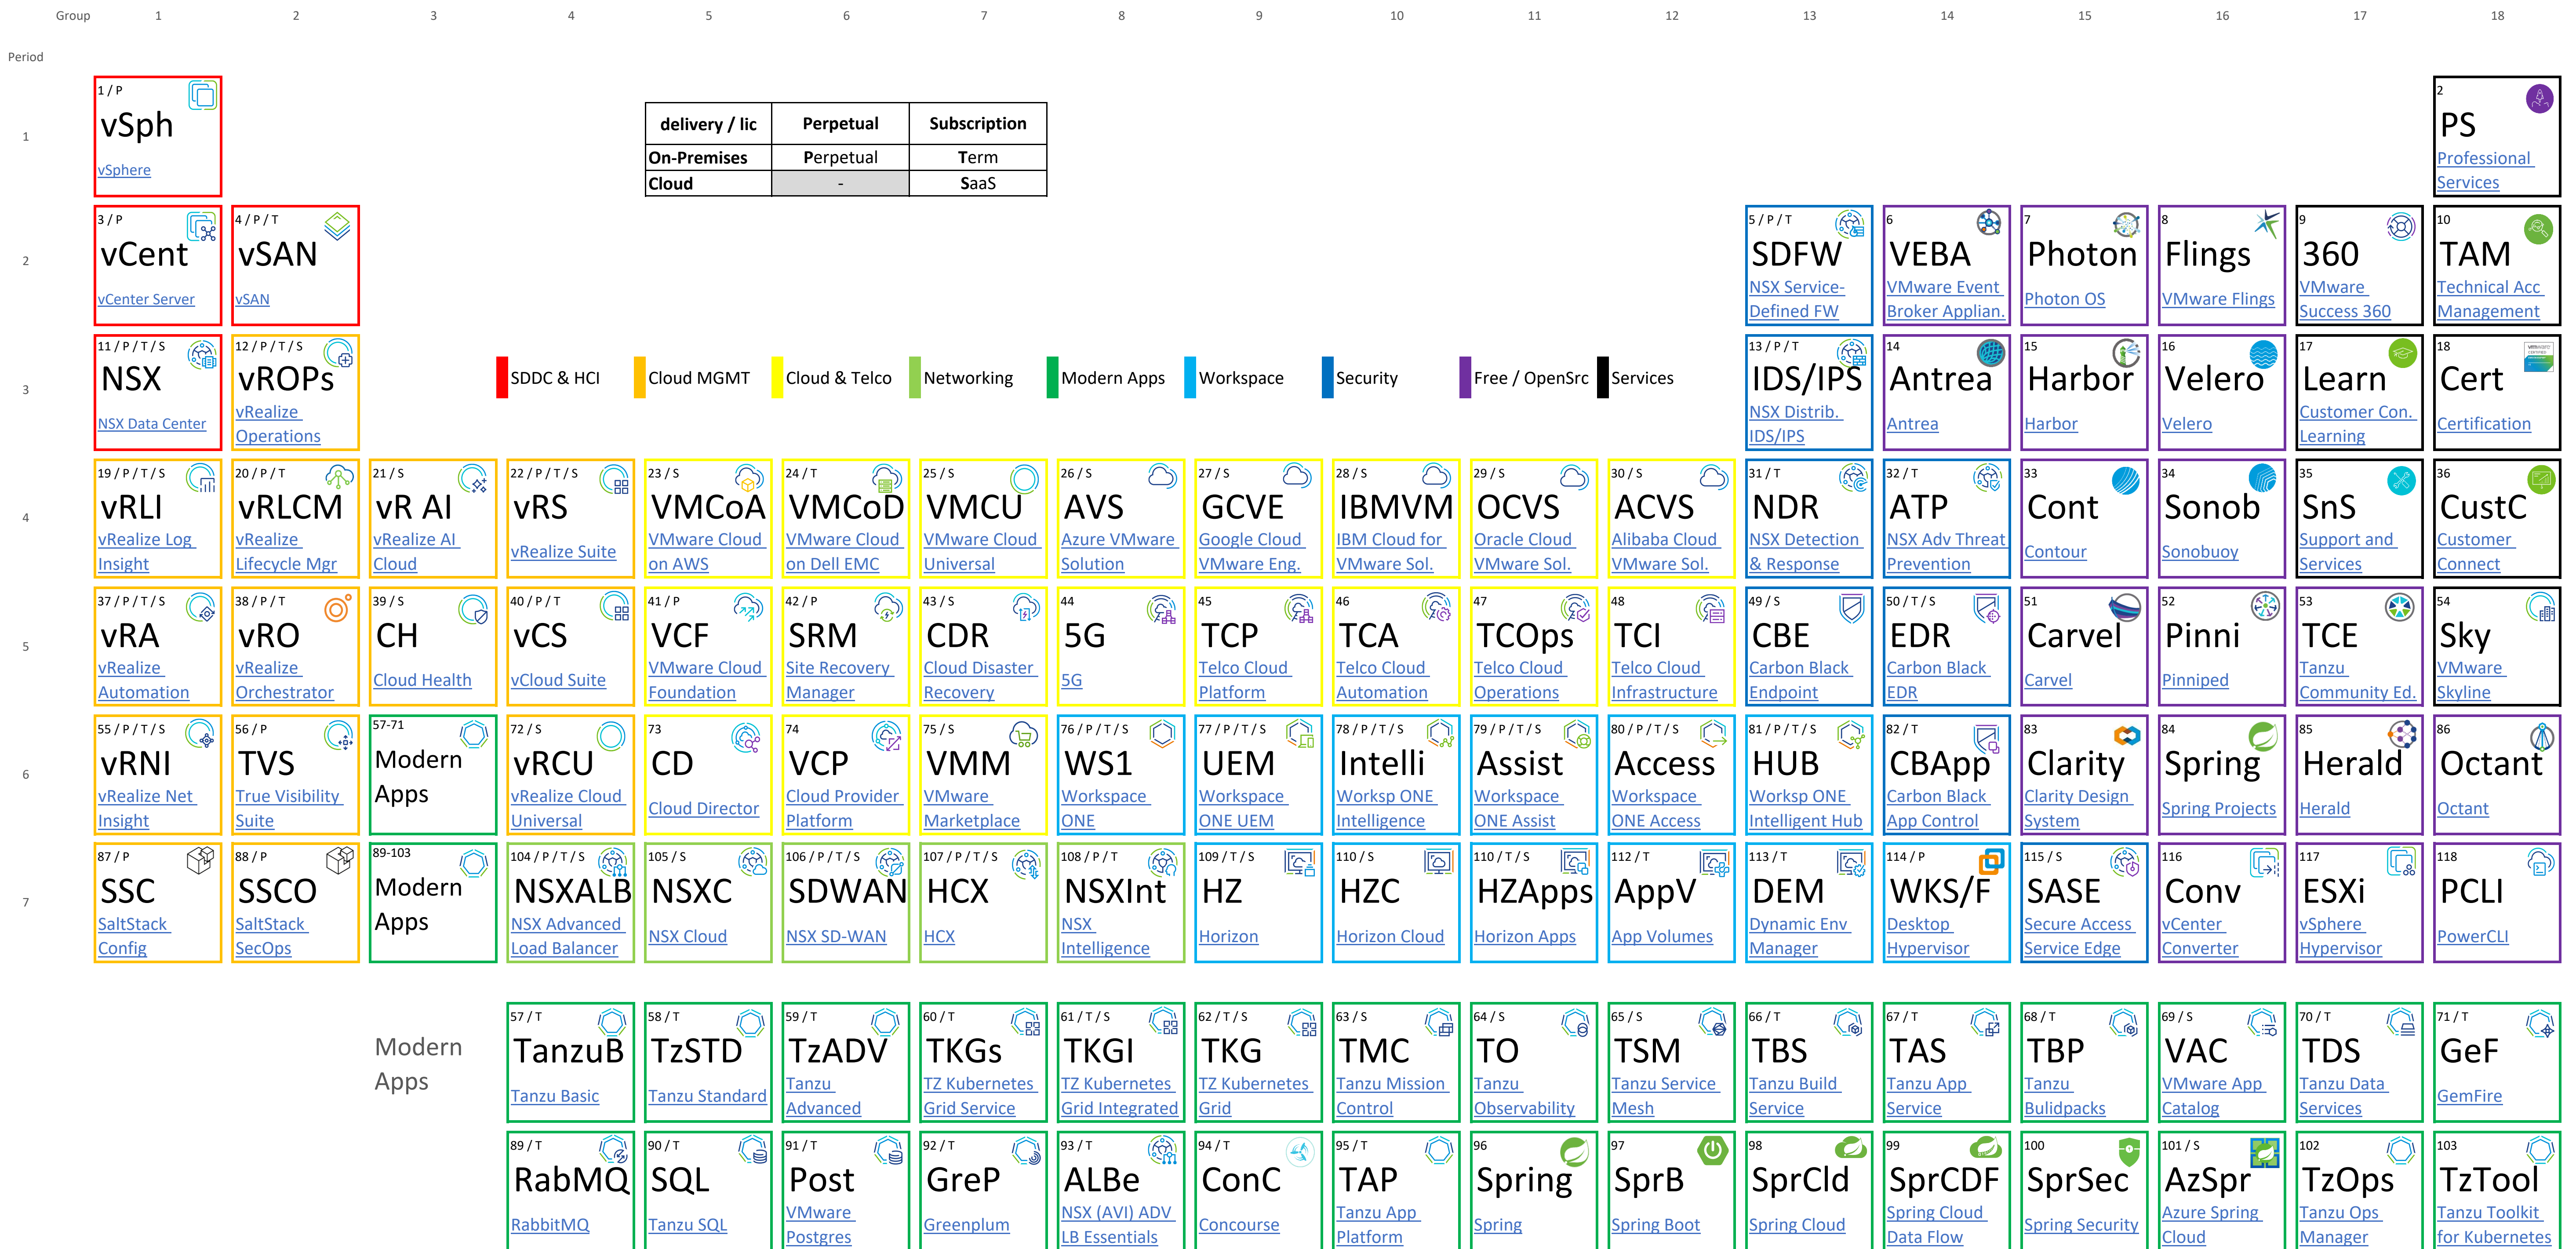 Group 1 2 3 4 5 6 7 8 9 10 11 12 13 14 15 16 17 18
Period
1
1 / P
vSph
vSphere
delivery / lic Perpetual Subscription
On-Premises Perpetual Term
Cloud - SaaS
2
PS
Professional
Services
2
3 / P
vCent
vCenter Server
4 / P / T
vSAN
vSAN
5 / P / T
SDFW
NSX Service-
Defined FW
6
VEBA
VMware Event
Broker Applian.
7
Photon
Photon OS
8
Flings
VMware Flings
9
360
VMware
Success 360
10
TAM
Technical Acc
Management
3
11 / P / T / S
NSX
NSX Data Center
12 / P / T / S
vROPs
vRealize
Operations
SDDC & HCI
Cloud MGMT
Cloud & Telco
Networking
Modern Apps
Workspace
Security
Free / OpenSrc
Services
13 / P / T
IDS/IPS
NSX Distrib.
IDS/IPS
14
Antrea
Antrea
15
Harbor
Harbor
16
Velero
Velero
17
Learn
Customer Con.
Learning
18
Cert
Certification
4
19 / P / T / S
vRLI
vRealize Log
Insight
20 / P / T
vRLCM
vRealize
Lifecycle Mgr
21 / S
vR AI
vRealize AI
Cloud
22 / P / T / S
vRS
vRealize Suite
23 / S
VMCoA
VMware Cloud
on AWS
24 / T
VMCoD
VMware Cloud
on Dell EMC
25 / S
VMCU
VMware Cloud
Universal
26 / S
AVS
Azure VMware
Solution
27 / S
GCVE
Google Cloud
VMware Eng.
28 / S
IBMVM
IBM Cloud for
VMware Sol.
29 / S
OCVS
Oracle Cloud
VMware Sol.
30 / S
ACVS
Alibaba Cloud
VMware Sol.
31 / T
NDR
NSX Detection
& Response
32 / T
ATP
NSX Adv Threat
Prevention
33
Cont
Contour
34
Sonob
Sonobuoy
35
SnS
Support and
Services
36
CustC
Customer
Connect
5
37 / P / T / S
vRA
vRealize
Automation
38 / P / T
vRO
vRealize
Orchestrator
39 / S
CH
Cloud Health
40 / P / T
vCS
vCloud Suite
41 / P
VCF
VMware Cloud
Foundation
42 / P
SRM
Site Recovery
Manager
43 / S
CDR
Cloud Disaster
Recovery
44
5G
5G
45
TCP
Telco Cloud
Platform
46
TCA
Telco Cloud
Automation
47
TCOps
Telco Cloud
Operations
48
TCI
Telco Cloud
Infrastructure
49 / S
CBE
Carbon Black
Endpoint
50 / T / S
EDR
Carbon Black
EDR
51
Carvel
Carvel
52
Pinni
Pinniped
53
TCE
Tanzu
Community Ed.
54
Sky
VMware
Skyline
6
55 / P / T / S
vRNI
vRealize Net
Insight
56 / P
TVS
True Visibility
Suite
57-71
Modern
Apps
72 / S
vRCU
vRealize Cloud
Universal
73
CD
Cloud Director
74
VCP
Cloud Provider
Platform
75 / S
VMM
VMware
Marketplace
76 / P / T / S
WS1
Workspace
ONE
77 / P / T / S
UEM
Workspace
ONE UEM
78 / P / T / S
Intelli
Worksp ONE
Intelligence
79 / P / T / S
Assist
Workspace
ONE Assist
80 / P / T / S
Access
Workspace
ONE Access
81 / P / T / S
HUB
Worksp ONE
Intelligent Hub
82 / T
CBApp
Carbon Black
App Control
83
Clarity
Clarity Design
System
84
Spring
Spring Projects
85
Herald
Herald
86
Octant
Octant
7
87 / P
SSC
SaltStack
Config
88 / P
SSCO
SaltStack
SecOps
89-103
Modern
Apps
104 / P / T / S
NSXALB
NSX Advanced
Load Balancer
105 / S
NSXC
NSX Cloud
106 / P / T / S
SDWAN
NSX SD-WAN
107 / P / T / S
HCX
HCX
108 / P / T
NSXInt
NSX
Intelligence
109 / T / S
HZ
Horizon
110 / S
HZC
Horizon Cloud
110 / T / S
HZApps
Horizon Apps
112 / T
AppV
App Volumes
113 / T
DEM
Dynamic Env
Manager
114 / P
WKS/F
Desktop
Hypervisor
115 / S
SASE
Secure Access
Service Edge
116
Conv
vCenter
Converter
117
ESXi
vSphere
Hypervisor
118
PCLI
PowerCLI
Modern
Apps
57 / T
TanzuB
Tanzu Basic
58 / T
TzSTD
Tanzu Standard
59 / T
TzADV
Tanzu
Advanced
60 / T
TKGs
TZ Kubernetes
Grid Service
61 / T / S
TKGI
TZ Kubernetes
Grid Integrated
62 / T / S
TKG
TZ Kubernetes
Grid
63 / S
TMC
Tanzu Mission
Control
64 / S
TO
Tanzu
Observability
65 / S
TSM
Tanzu Service
Mesh
66 / T
TBS
Tanzu Build
Service
67 / T
TAS
Tanzu App
Service
68 / T
TBP
Tanzu
Bulidpacks
69 / S
VAC
VMware App
Catalog
70 / T
TDS
Tanzu Data
Services
71 / T
GeF
GemFire
89 / T
RabMQ
RabbitMQ
90 / T
SQL
Tanzu SQL
91 / T
Post
VMware
Postgres
92 / T
GreP
Greenplum
93 / T
ALBe
NSX (AVI) ADV
LB Essentials
94 / T
ConC
Concourse
95 / T
TAP
Tanzu App
Platform
96
Spring
Spring
97
SprB
Spring Boot
98
SprCld
Spring Cloud
99
SprCDF
Spring Cloud
Data Flow
100
SprSec
Spring Security
101 / S
AzSpr
Azure Spring
Cloud
102
TzOps
Tanzu Ops
Manager
103
TzTool
Tanzu Toolkit
for Kubernetes